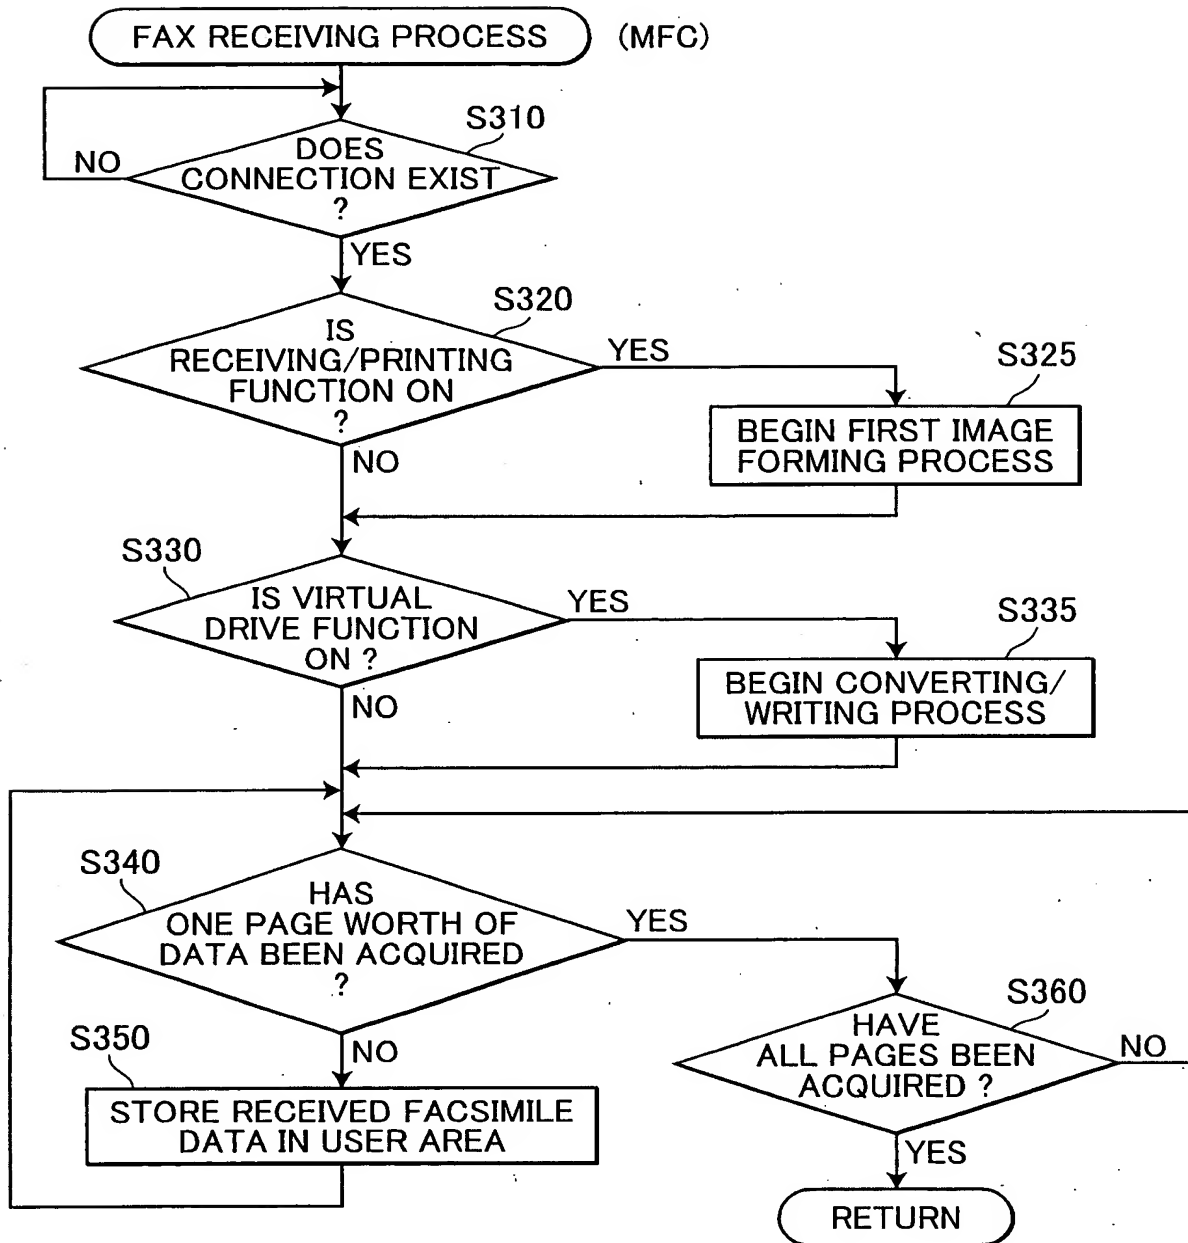 FAX RECEIVING PROCESS (MFC)
S310
DOES
CONNECTION EXIST
?
NO
YES
S320
IS
RECEIVING/PRINTING
FUNCTION ON
?
YES
S325
BEGIN FIRST IMAGE
FORMING PROCESS
NO
S330
IS VIRTUAL
DRIVE FUNCTION
ON ?
YES
S335
BEGIN CONVERTING/
WRITING PROCESS
NO
S340
HAS
ONE PAGE WORTH OF
DATA BEEN ACQUIRED
?
YES
S350
NO
STORE RECEIVED FACSIMILE
DATA IN USER AREA
S360
HAVE
ALL PAGES BEEN
ACQUIRED ?
NO
YES
RETURN